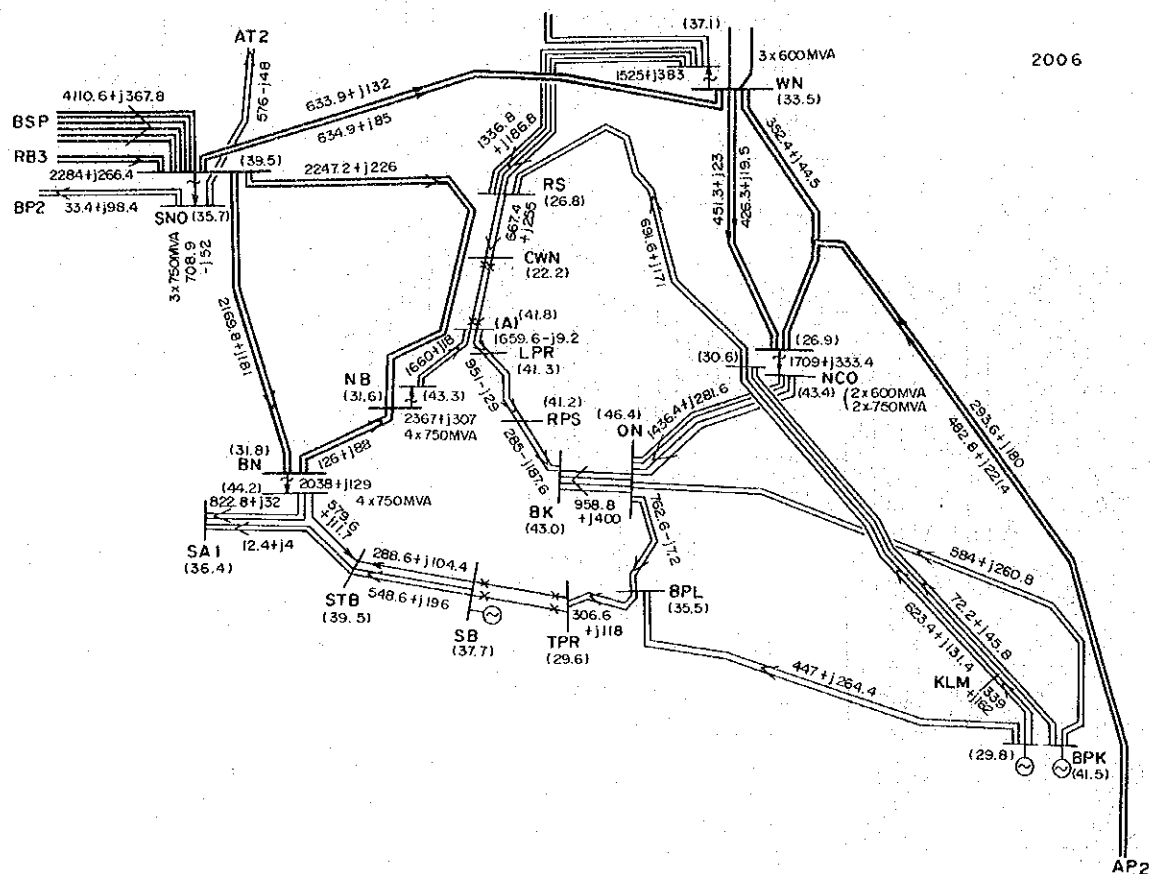 2006
AT2
576-j48
4110.6+j367.8
BSP
RB3
2284+j266.4
BP2
33.4+j98.4
SNO (35.7)
(39.5)
3x750MVA
708.9
-j52
633.9+j132
634.9+j85
2247.2+j226
2169.8+j181
(37.1)
1525+j383
3x600MVA
WN
(33.5)
1336.8
+j186.8
RS
(26.8)
667.4
+j255
CWN
(22.2)
691.6+j171
451.3+j23
426.3+j19.5
352.4+j44.5
(A)
(41.8)
1659.6-j9.2
LPR
(41.3)
1660+j18
951-j29
NB
(31.6)
(43.3)
2367+j307
4x750MVA
(41.2)
RPS
285-j187.6
(26.9)
1709+j333.4
(30.6)
NCO
(43.4)
(2x600MVA
(2x750MVA
1436.4+j281.6
(46.4)
ON
293.6+j180
482.8+j221.4
(31.8)
BN
126+j88
(44.2)
2038+j129
4x750MVA
822.8+j32
12.4+j4
579.6
+j11.7
SA1
(36.4)
BK
(43.0)
958.8
+j400
762.6-j7.2
584+j260.8
288.6+j104.4
548.6+j196
STB
(39.5)
SB
(37.7)
TPR
(29.6)
306.6
+j118
BPL
(35.5)
447+j264.4
72.2+j45.8
623.4+j131.4
KLM
339
+j162
(29.8)
BPK
(41.5)
AP2